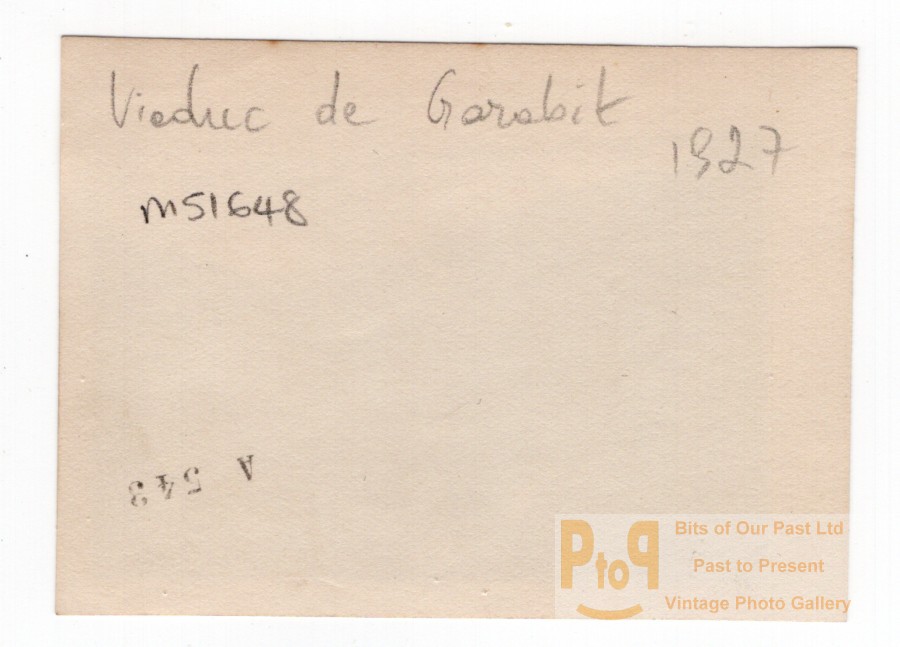 Viaduc de Garabit
1927
M51648
A 543
PtoP
Bits of Our Past Ltd
Past to Present
Vintage Photo Gallery